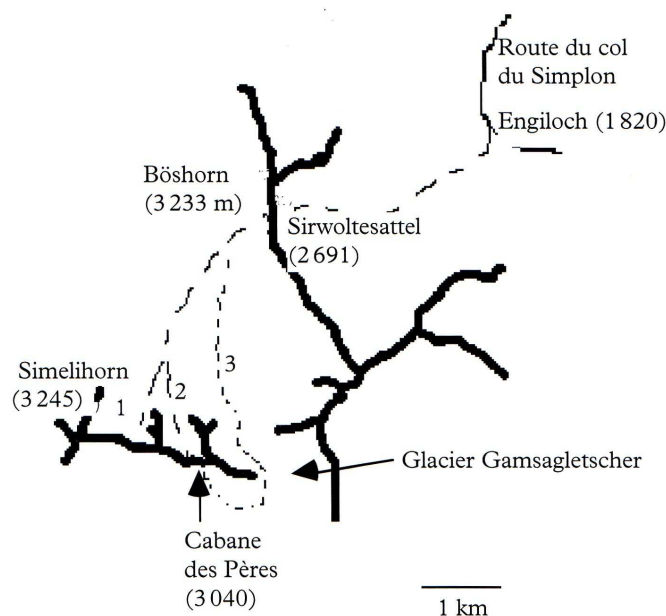 Route du col
du Simplon
Engiloch (1 820)
Böshorn
(3 233 m)
Sirwoltesattel
(2 691)
3
Simelihorn
(3 245)
1
2
Glacier Gamsagletscher
Cabane
des Pères
(3 040)
1 km